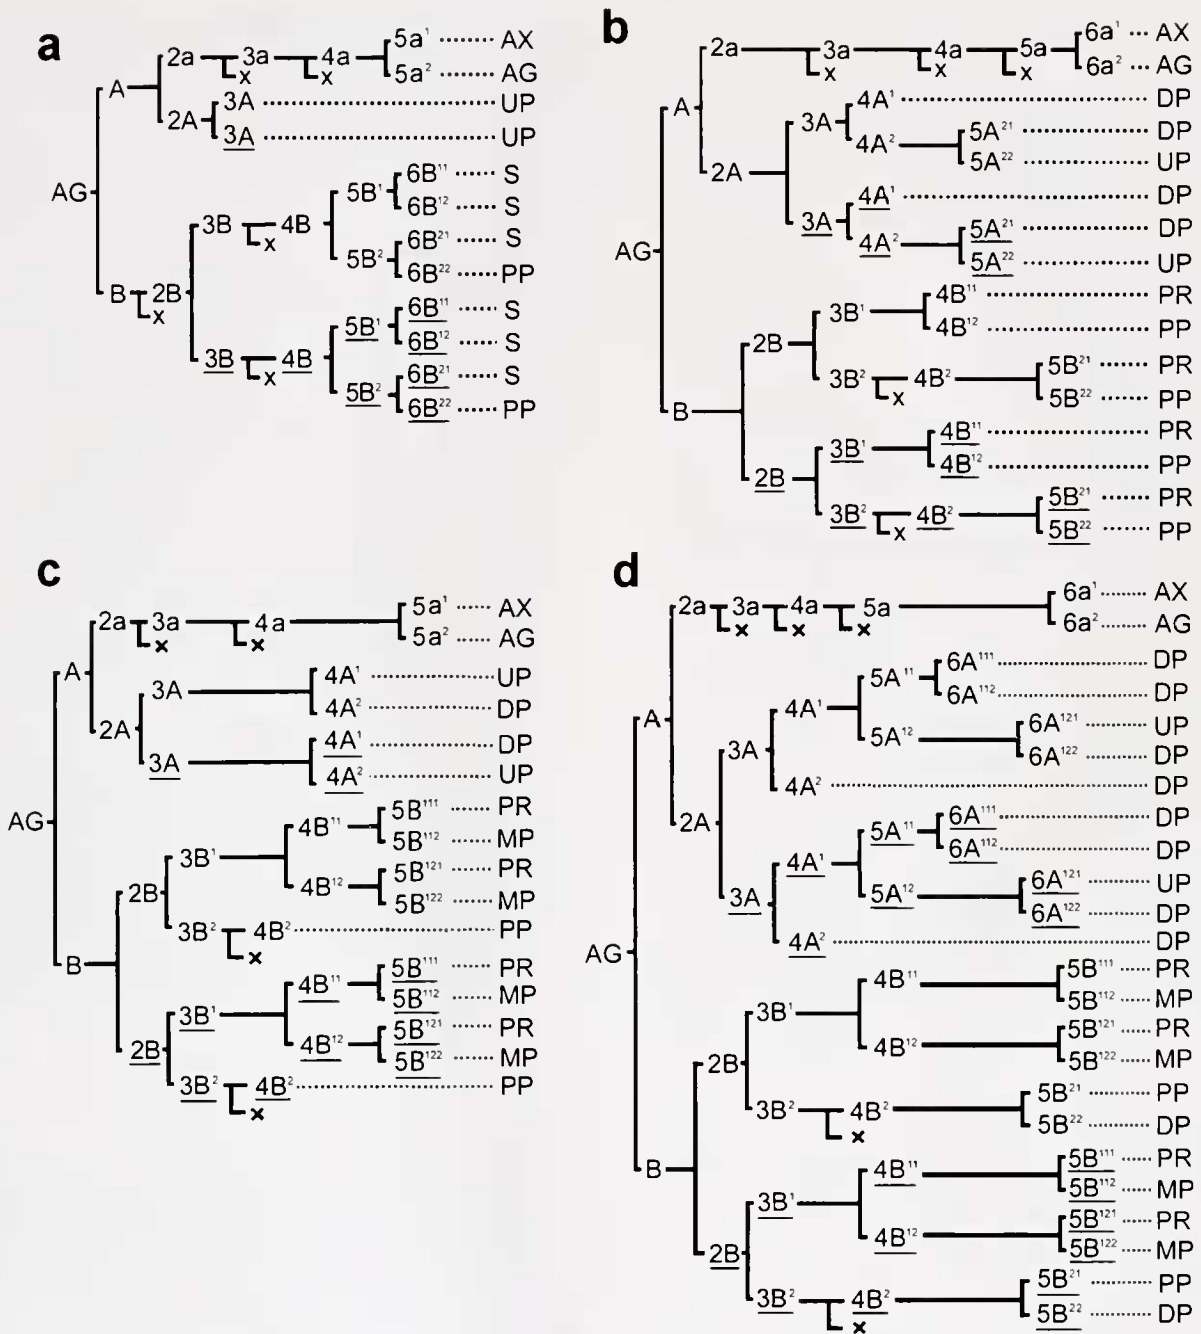 a
2a 3a x 4a x 5a¹ AX
5a² AG
A
2A 3A UP
3A UP
AG
6B¹¹ S
5B¹
6B¹² S
3B x 4B
6B²¹ S
5B²
6B²² PP
B x 2B
6B¹¹ S
5B¹
6B¹² S
3B x 4B
6B²¹ S
5B²
6B²² PP
b
2a 3a x 4a x 5a x 6a¹ AX
6a² AG
A
4A¹ DP
3A
4A² 5A²¹ DP
5A²² UP
2A
4A¹ DP
3A
4A² 5A²¹ DP
5A²² UP
AG
4B¹¹ PR
3B¹
4B¹² PP
2B
3B² x 4B² 5B²¹ PR
5B²² PP
B
4B¹¹ PR
3B¹
4B¹² PP
2B
3B² x 4B² 5B²¹ PR
5B²² PP
c
2a 3a x 4a x 5a¹ AX
5a² AG
A
3A 4A¹ UP
4A² DP
2A
3A 4A¹ DP
4A² UP
AG
5B¹¹¹ PR
4B¹¹
5B¹¹² MP
3B¹
5B¹²¹ PR
4B¹²
5B¹²² MP
2B
3B² x 4B² PP
B
5B¹¹¹ PR
4B¹¹
5B¹¹² MP
3B¹
5B¹²¹ PR
4B¹²
5B¹²² MP
2B
3B² x 4B² PP
d
2a 3a x 4a x 5a x 6a¹ AX
6a² AG
A
6A¹¹¹ DP
5A¹¹
6A¹¹² DP
4A¹
5A¹² 6A¹²¹ UP
6A¹²² DP
3A
4A² DP
2A
6A¹¹¹ DP
5A¹¹
6A¹¹² DP
4A¹
5A¹² 6A¹²¹ UP
6A¹²² DP
3A
4A² DP
AG
4B¹¹ 5B¹¹¹ PR
5B¹¹² MP
3B¹
4B¹² 5B¹²¹ PR
5B¹²² MP
2B
3B² x 4B² 5B²¹ PP
5B²² DP
B
4B¹¹ 5B¹¹¹ PR
5B¹¹² MP
3B¹
4B¹² 5B¹²¹ PR
5B¹²² MP
2B
3B² x 4B² 5B²¹ PP
5B²² DP